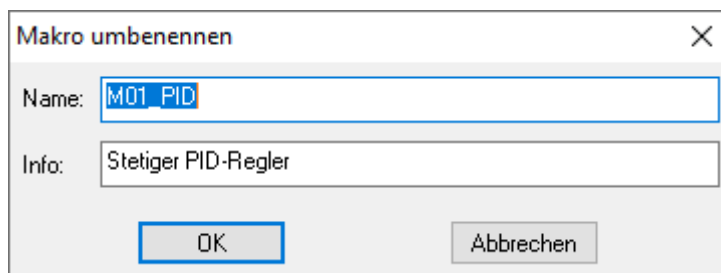 Makro umbenennen
Name: M01_PID
Info: Stetiger PID-Regler
OK Abbrechen